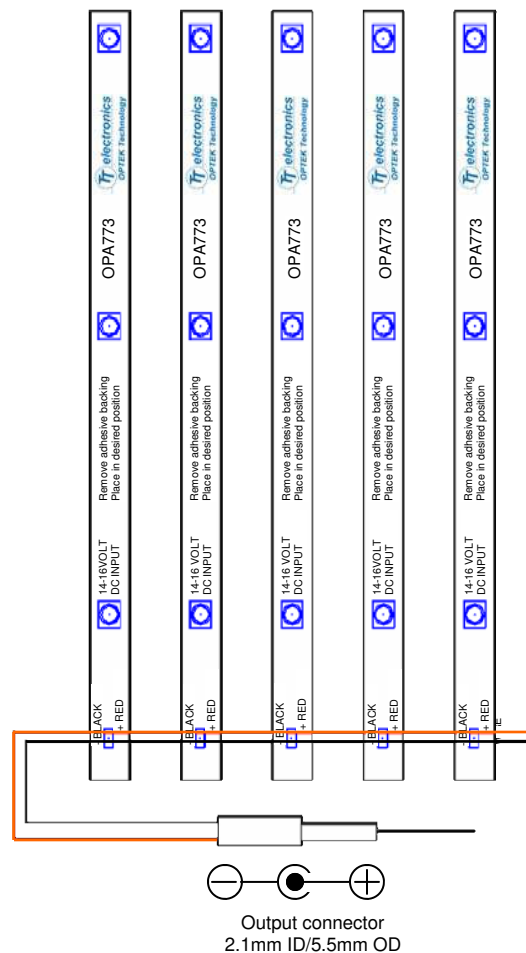 TT electronics
OPTEK Technology
OPA773
Remove adhesive backing
Place in desired position
14-16 VOLT
DC INPUT
- BLACK
+ RED
TT electronics
OPTEK Technology
OPA773
Remove adhesive backing
Place in desired position
14-16 VOLT
DC INPUT
- BLACK
+ RED
TT electronics
OPTEK Technology
OPA773
Remove adhesive backing
Place in desired position
14-16 VOLT
DC INPUT
- BLACK
+ RED
TT electronics
OPTEK Technology
OPA773
Remove adhesive backing
Place in desired position
14-16VOLT
DC INPUT
- BLACK
+ RED
TT electronics
OPTEK Technology
OPA773
Remove adhesive backing
Place in desired position
14-16 VOLT
DC INPUT
- BLACK
+ RED
Output connector
2.1mm ID/5.5mm OD